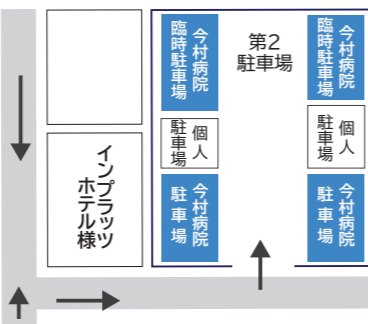 今村病院
臨時駐車場
第2
駐車場
今村病院
臨時駐車場
個人
駐車場
個人
駐車場
インプラッツ
ホテル様
今村病院
駐車場
今村病院
駐車場